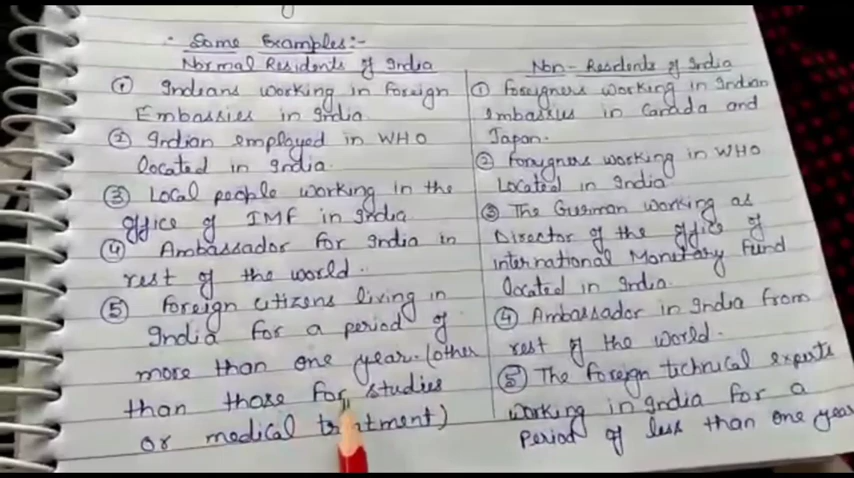 Some Examples:-
Normal Residents of India
① Indians working in foreign
Embassies in India
② Indian employed in WHO
located in India.
③ Local people working in the
office of IMF in India
④ Ambassador for India in
rest of the world.
⑤ Foreign citizens living in
India for a period of
more than one year. (other
than those for studies
or medical treatment)
Non-Residents of India
① Foreigners working in Indian
embassies in Canada and
Japan.
② Foreigners working in WHO
Located in India
③ The German working as
Director of the office of
international Monetary Fund
located in India.
④ Ambassador in India from
rest of the world.
⑤ The foreign technical experts
working in India for a
period of less than one year